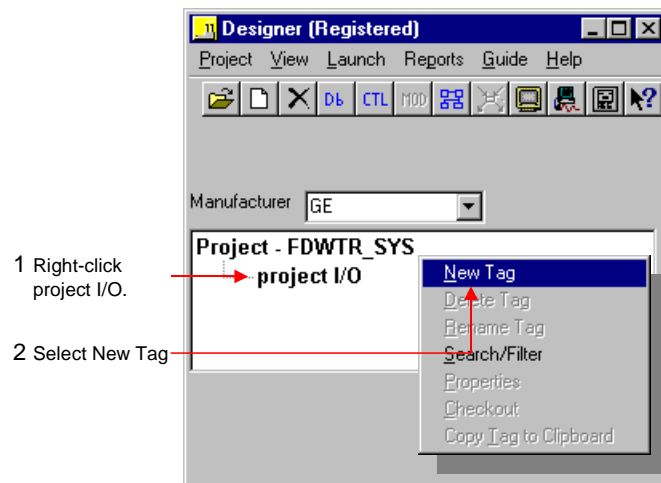 Designer (Registered)
Project View Launch Reports Guide Help
Db CTL MOD
Manufacturer GE
Project - FDWTR_SYS
project I/O
1 Right-click
project I/O.
2 Select New Tag
New Tag
Delete Tag
Rename Tag
Search/Filter
Properties
Checkout
Copy Tag to Clipboard